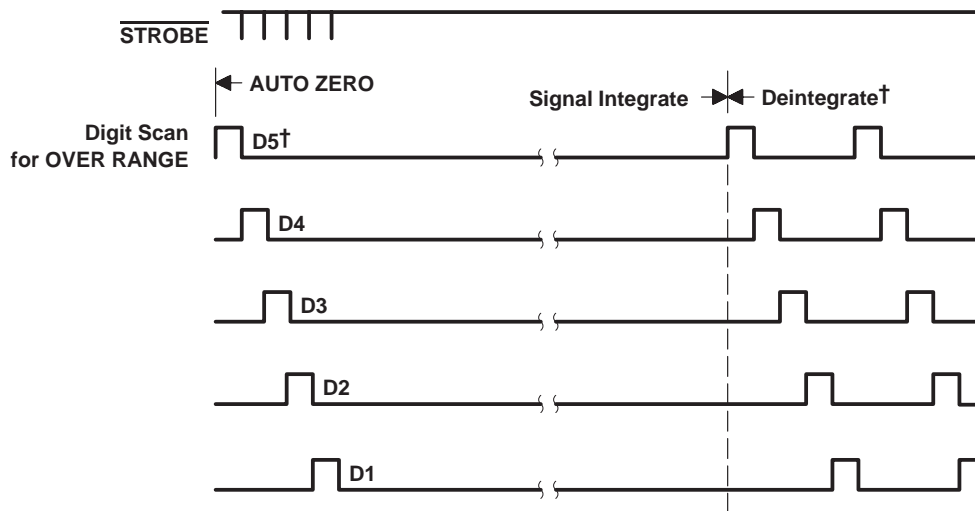 STROBE
AUTO ZERO
Signal Integrate
Deintegrate†
Digit Scan
for OVER RANGE
D5†
D4
D3
D2
D1